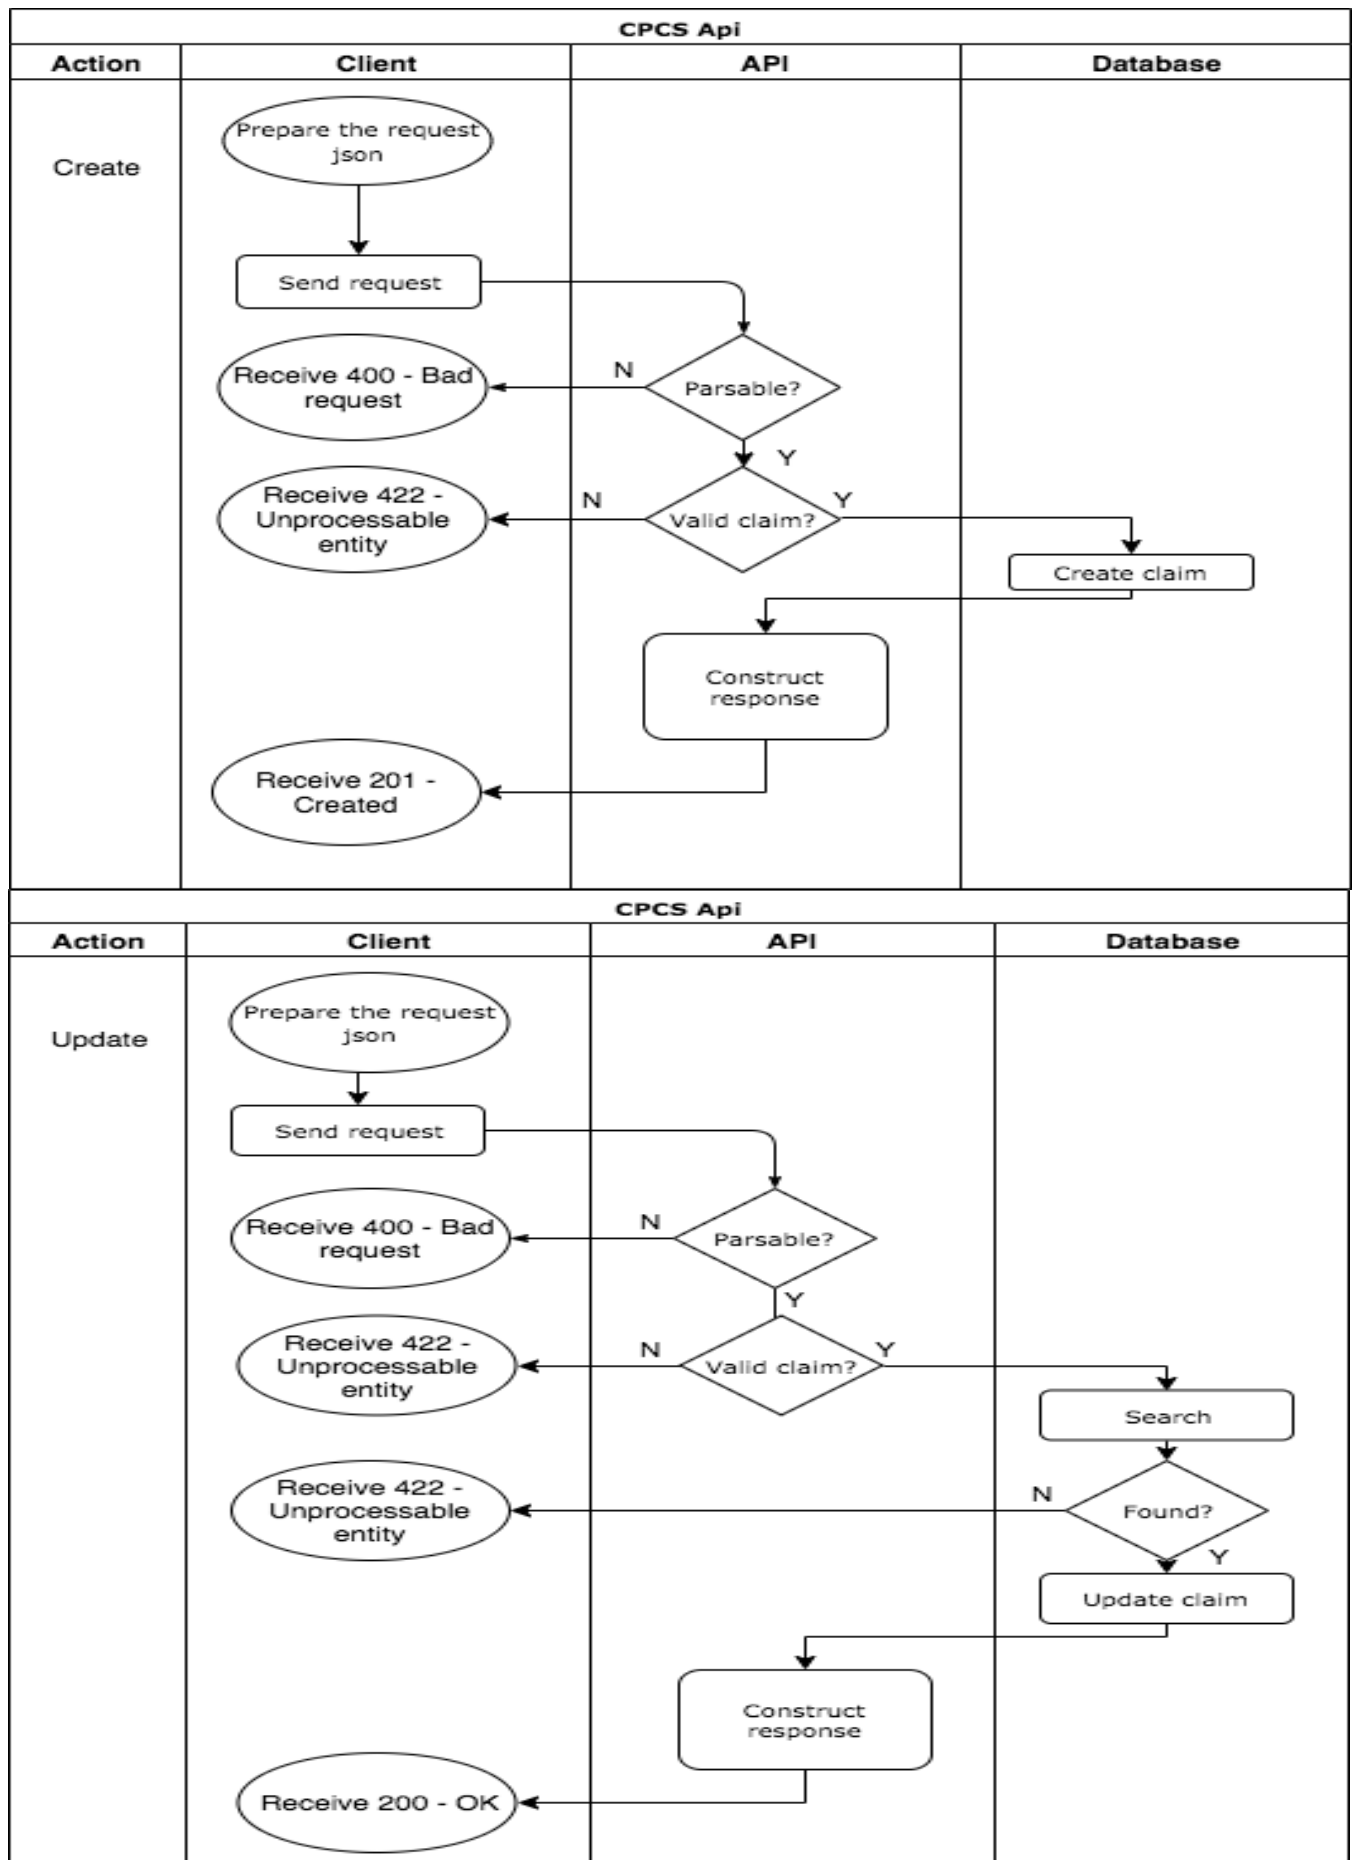 CPCS Api
Action Client API Database
Prepare the request
json
Create
Send request
N
Receive 400 - Bad
request
Parsable?
Y
Receive 422 -
Unprocessable
entity
N
Valid claim?
Y
Create claim
Construct
response
Receive 201 -
Created
CPCS Api
Action Client API Database
Prepare the request
json
Update
Send request
N
Receive 400 - Bad
request
Parsable?
Y
Receive 422 -
Unprocessable
entity
N
Valid claim?
Y
Search
Receive 422 -
Unprocessable
entity
N
Found?
Y
Update claim
Construct
response
Receive 200 - OK